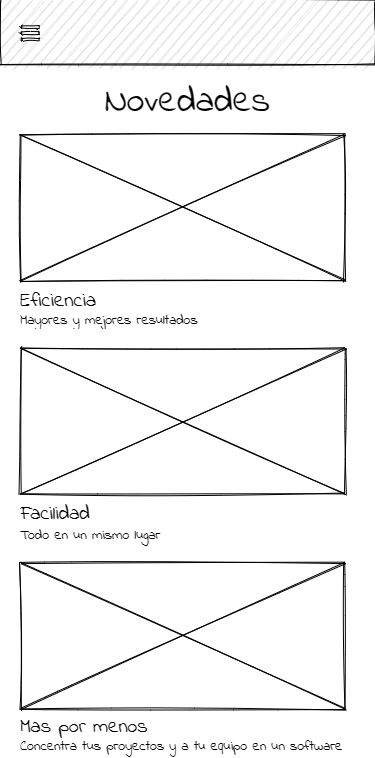 Novedades
Eficiencia
Mayores y mejores resultados
Facilidad
Todo en un mismo lugar
Mas por menos
Concentra tus proyectos y a tu equipo en un software